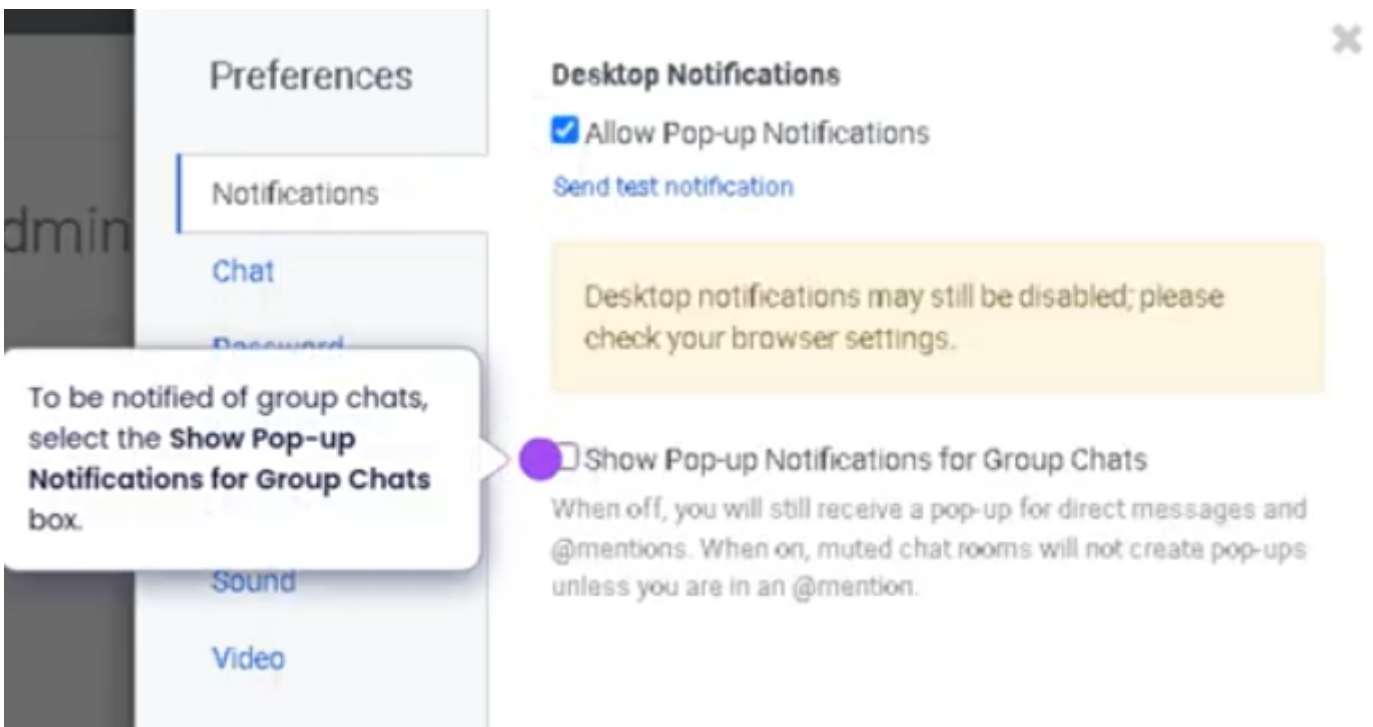 Preferences
Notifications
Chat
Password
Sound
Video
dmin
To be notified of group chats,
select the Show Pop-up
Notifications for Group Chats
box.
Desktop Notifications
Allow Pop-up Notifications
Send test notification
Desktop notifications may still be disabled; please
check your browser settings.
Show Pop-up Notifications for Group Chats
When off, you will still receive a pop-up for direct messages and
@mentions. When on, muted chat rooms will not create pop-ups
unless you are in an @mention.